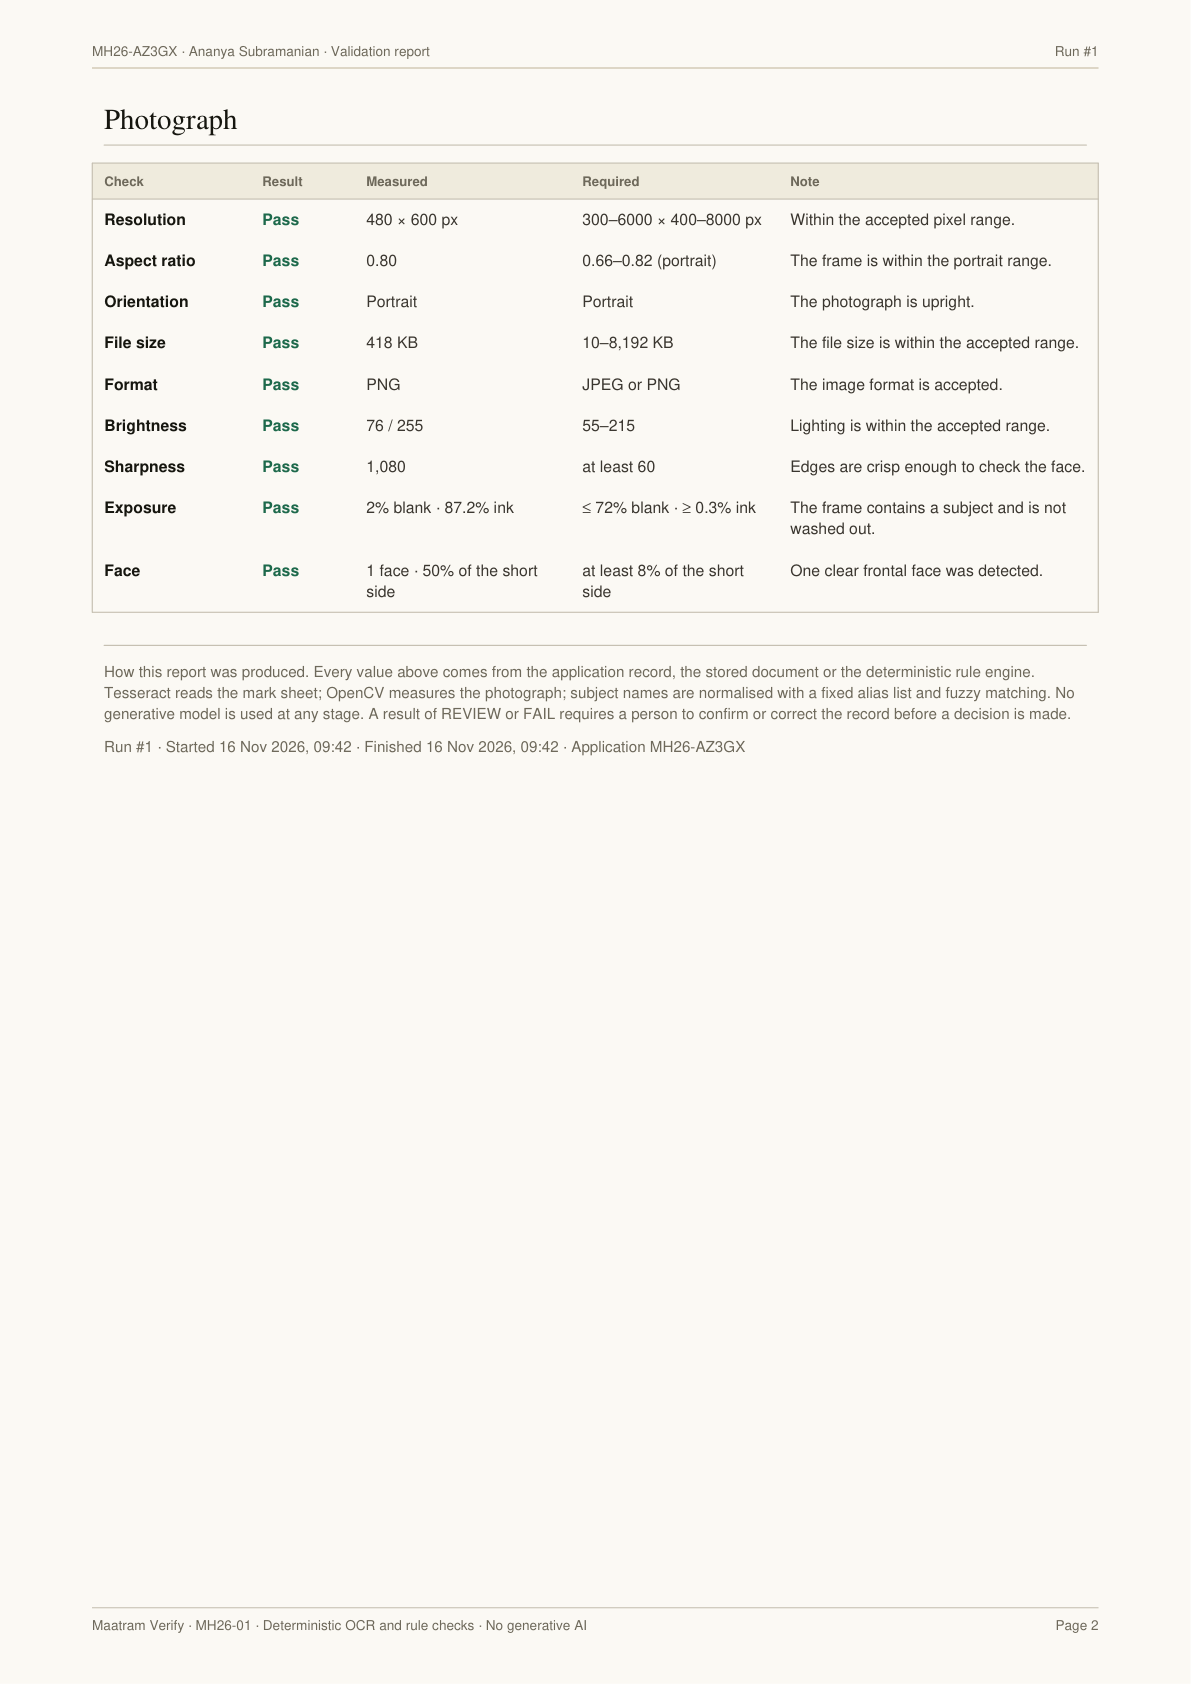 MH26-AZ3GX · Ananya Subramanian · Validation report Run #1
Photograph
Check Result Measured Required Note
Resolution Pass 480 × 600 px 300–6000 × 400–8000 px Within the accepted pixel range.
Aspect ratio Pass 0.80 0.66–0.82 (portrait) The frame is within the portrait range.
Orientation Pass Portrait Portrait The photograph is upright.
File size Pass 418 KB 10–8,192 KB The file size is within the accepted range.
Format Pass PNG JPEG or PNG The image format is accepted.
Brightness Pass 76 / 255 55–215 Lighting is within the accepted range.
Sharpness Pass 1,080 at least 60 Edges are crisp enough to check the face.
Exposure Pass 2% blank · 87.2% ink ≤ 72% blank · ≥ 0.3% ink The frame contains a subject and is not
washed out.
Face Pass 1 face · 50% of the short at least 8% of the short One clear frontal face was detected.
side side
How this report was produced. Every value above comes from the application record, the stored document or the deterministic rule engine.
Tesseract reads the mark sheet; OpenCV measures the photograph; subject names are normalised with a fixed alias list and fuzzy matching. No
generative model is used at any stage. A result of REVIEW or FAIL requires a person to confirm or correct the record before a decision is made.
Run #1 · Started 16 Nov 2026, 09:42 · Finished 16 Nov 2026, 09:42 · Application MH26-AZ3GX
Maatram Verify · MH26-01 · Deterministic OCR and rule checks · No generative AI Page 2